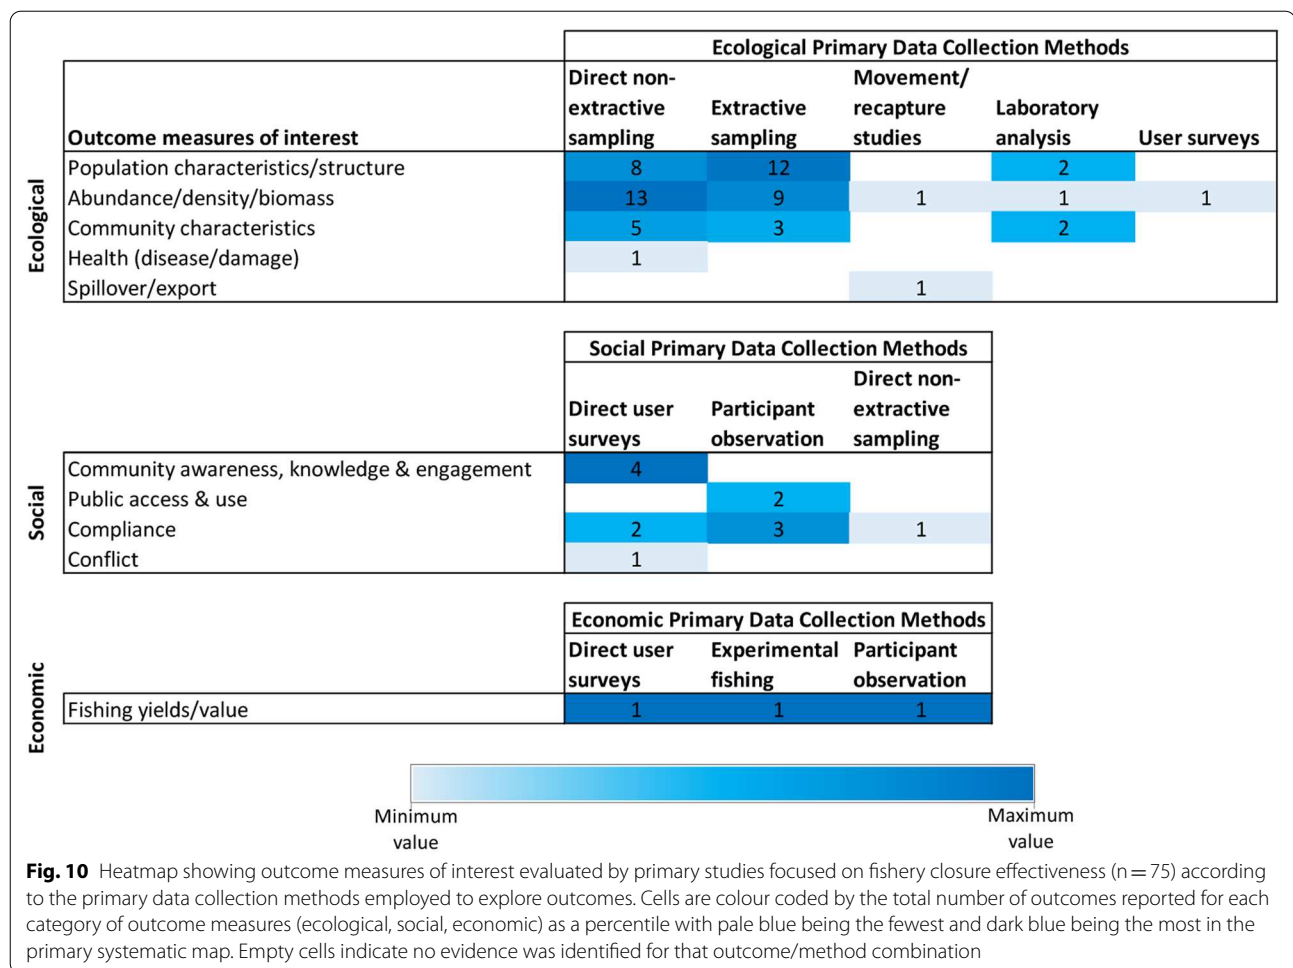 Ecological Primary Data Collection Methods
Outcome measures of interest Direct non-extractive sampling Extractive sampling Movement/ recapture studies Laboratory analysis User surveys
Ecological
Population characteristics/structure 8 12 2
Abundance/density/biomass 13 9 1 1 1
Community characteristics 5 3 2
Health (disease/damage) 1
Spillover/export 1
Social Primary Data Collection Methods
Direct user surveys Participant observation Direct non-extractive sampling
Social
Community awareness, knowledge & engagement 4
Public access & use 2
Compliance 2 3 1
Conflict 1
Economic Primary Data Collection Methods
Direct user surveys Experimental fishing Participant observation
Economic
Fishing yields/value 1 1 1
Minimum value
Maximum value
Fig. 10 Heatmap showing outcome measures of interest evaluated by primary studies focused on fishery closure effectiveness (n = 75) according
to the primary data collection methods employed to explore outcomes. Cells are colour coded by the total number of outcomes reported for each
category of outcome measures (ecological, social, economic) as a percentile with pale blue being the fewest and dark blue being the most in the
primary systematic map. Empty cells indicate no evidence was identified for that outcome/method combination